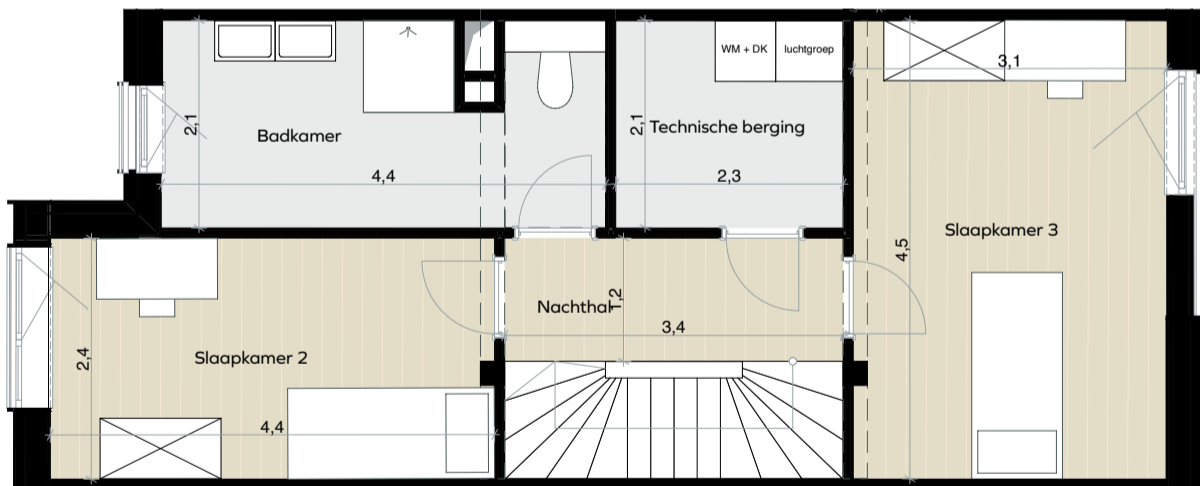 WM + DK
luchtgroep
3,1
2,1
Badkamer
2,1
Technische berging
4,4
2,3
Slaapkamer 3
4,5
Nachthal
1,2
3,4
2,4
Slaapkamer 2
4,4